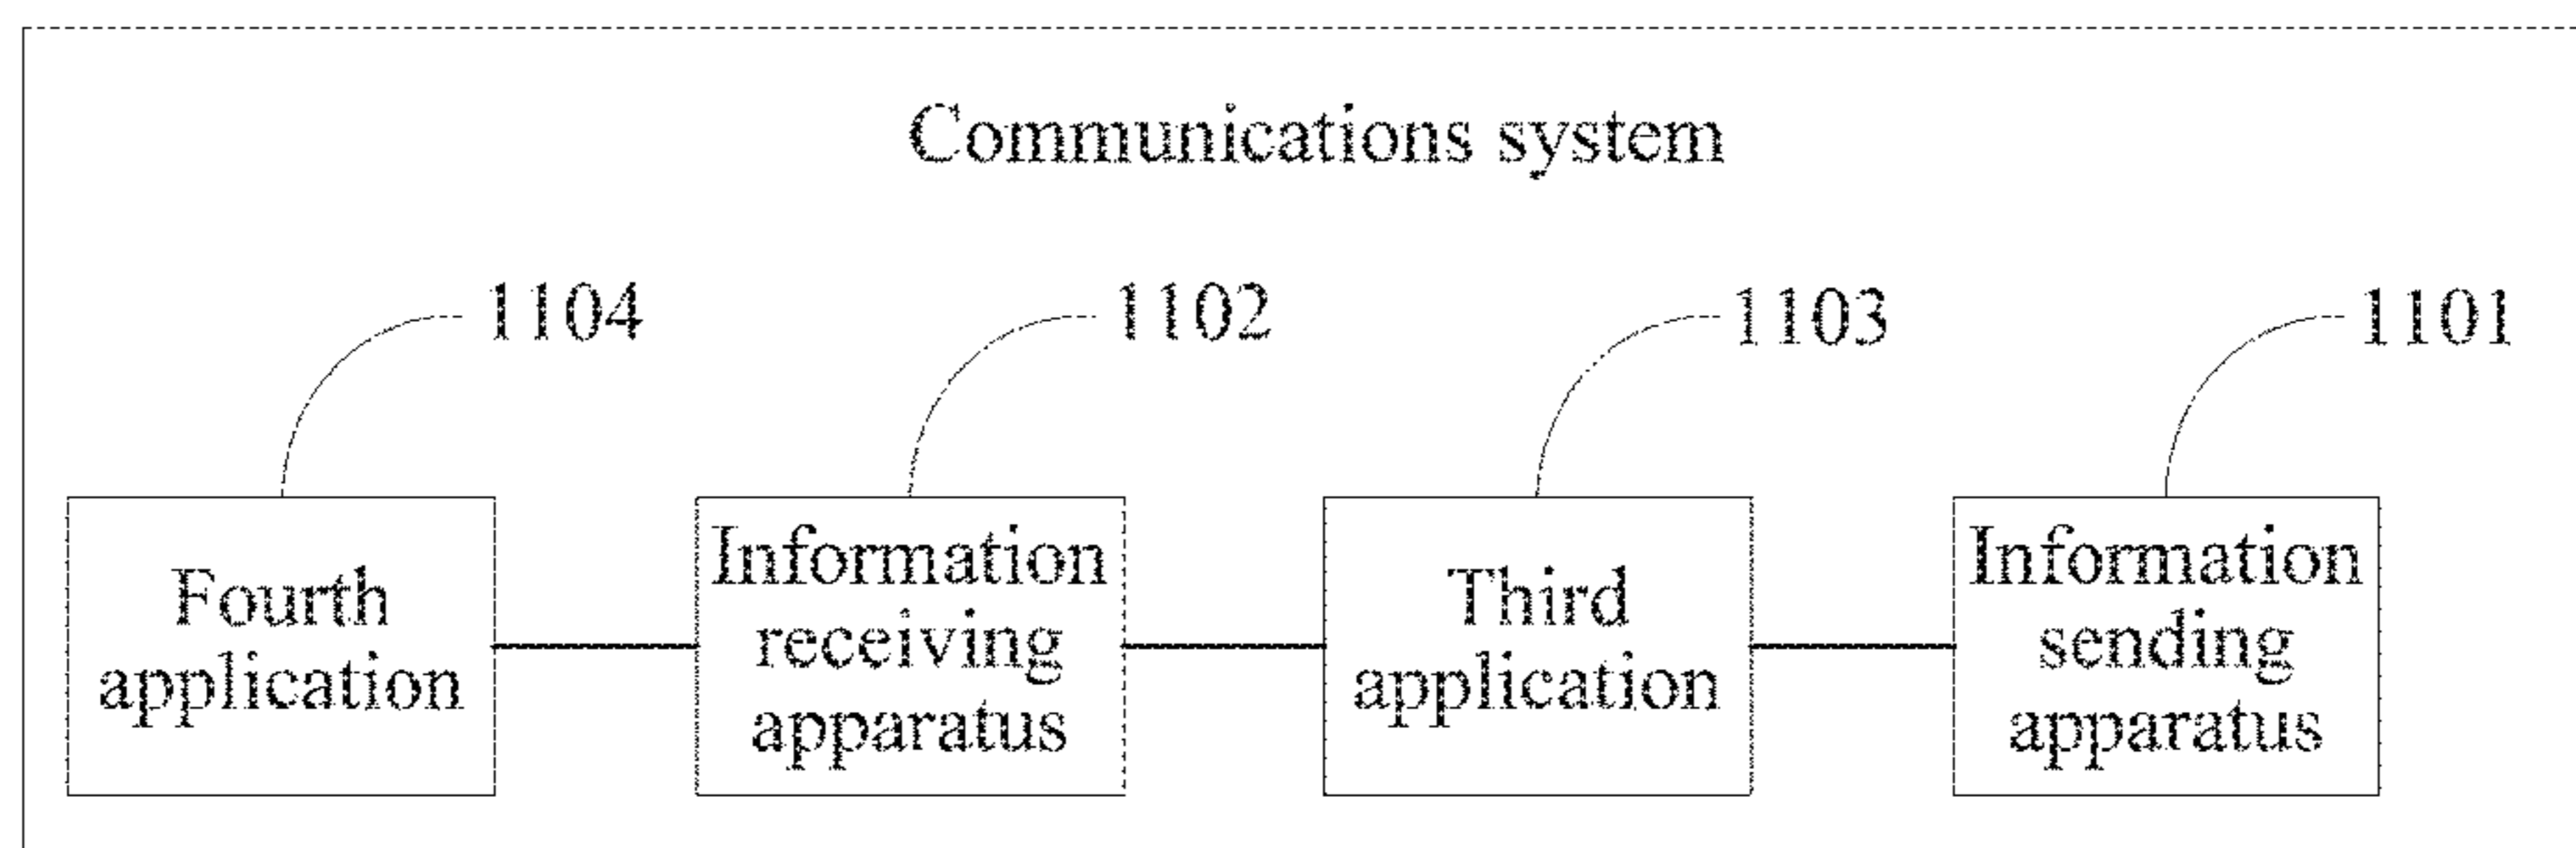 Communications system
1104
1102
1103
1101
Fourth
application
Information
receiving
apparatus
Third
application
Information
sending
apparatus